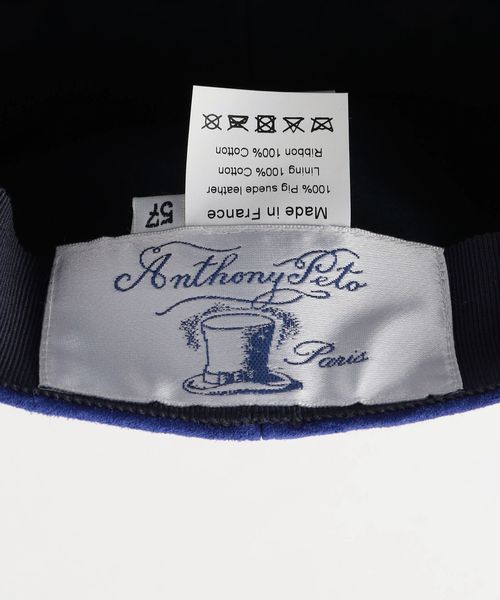 Made in France
100% Pig suede leather
Lining 100% Cotton
Ribbon 100% Cotton
57
Anthony Peto
Paris